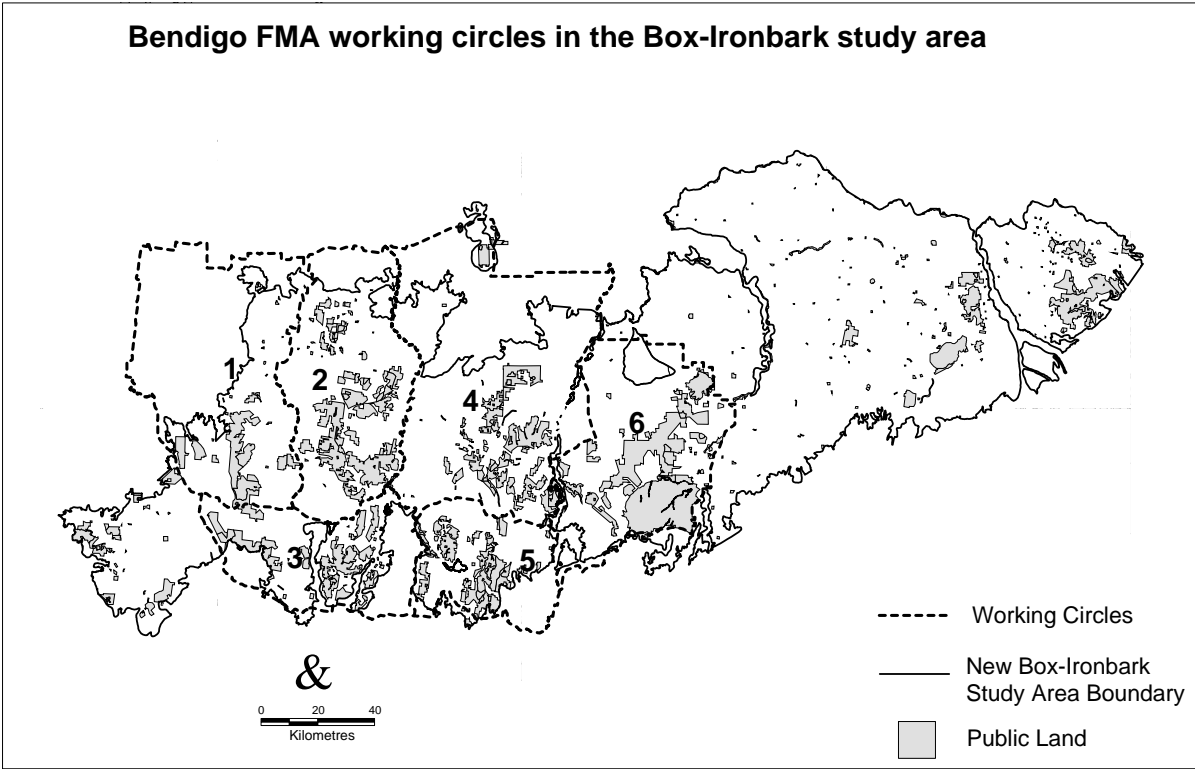 Bendigo FMA working circles in the Box-Ironbark study area
1
2
4
6
3
5
&
0 20 40
Kilometres
Working Circles
New Box-Ironbark
Study Area Boundary
Public Land